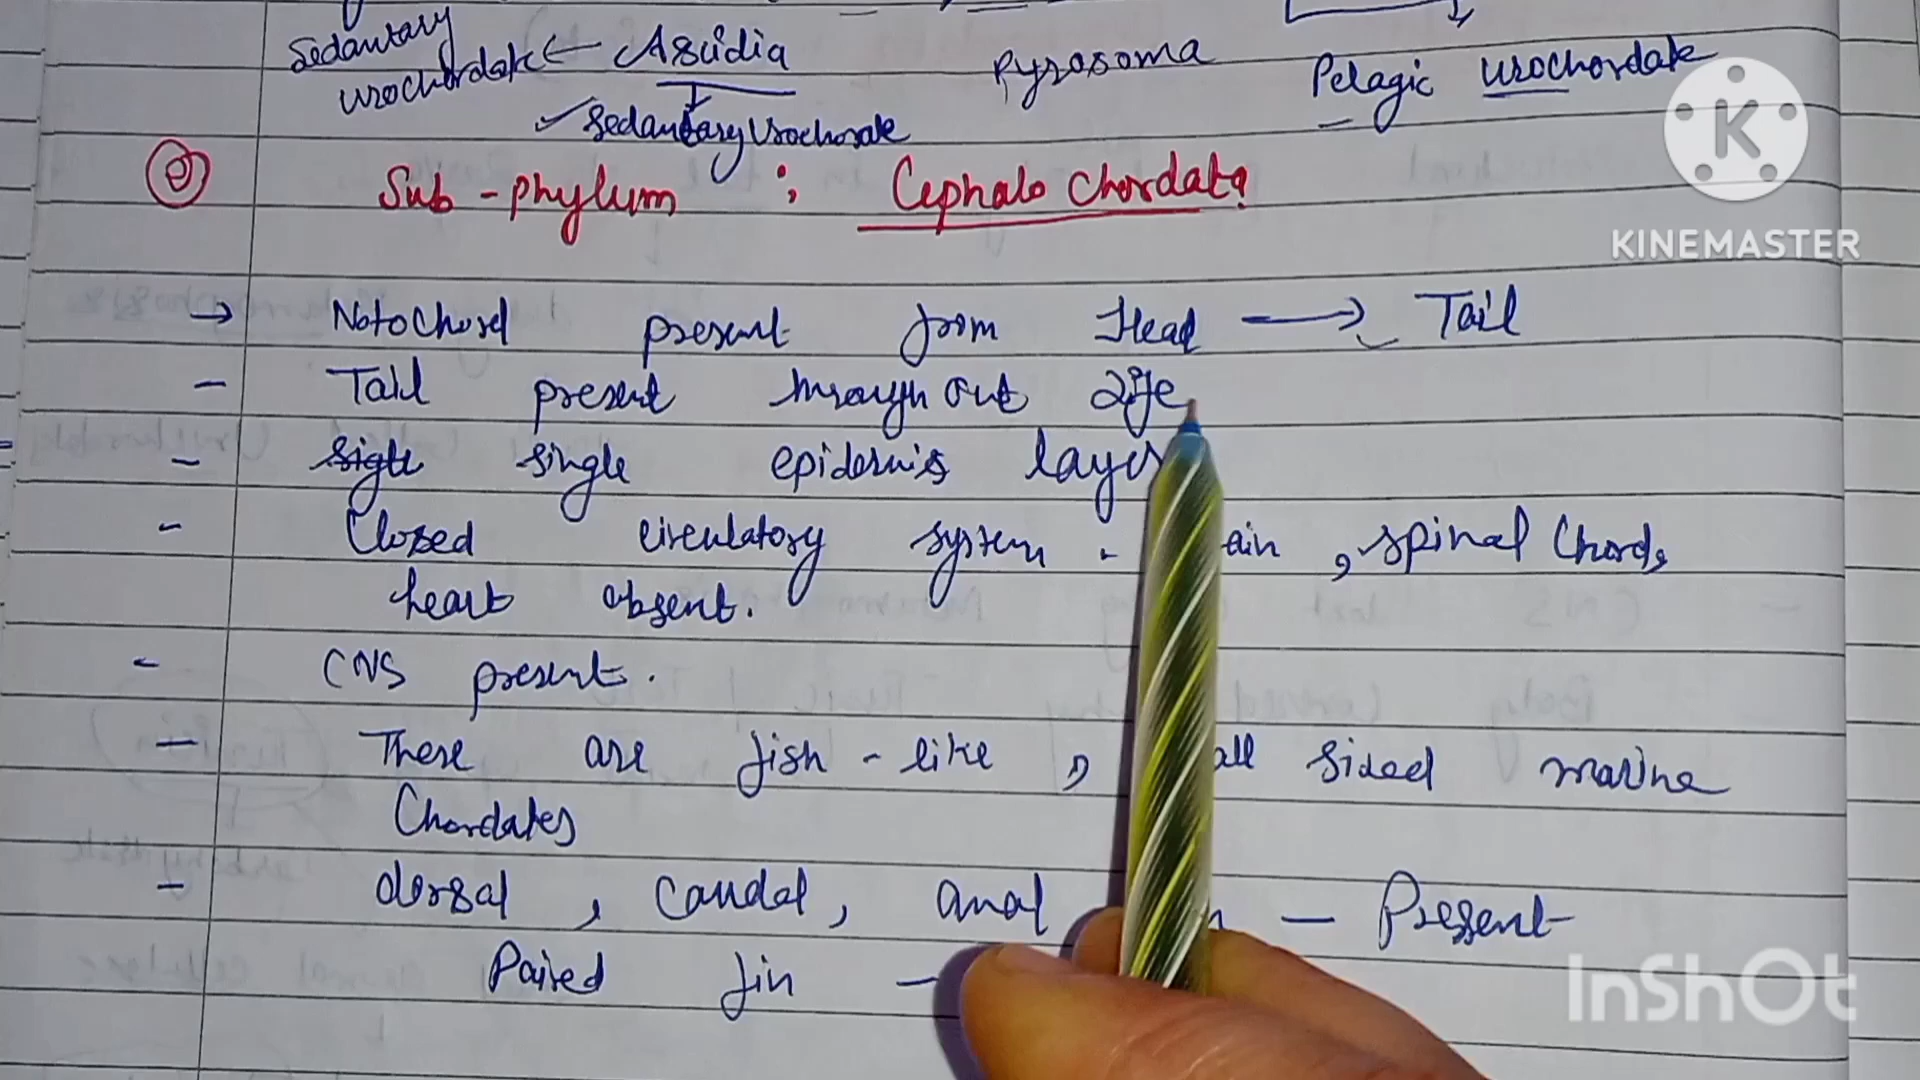 Sedantary
urochordate ← Ascidia
Pyrosoma
Pelagic urochordate
✓ Sedantary Urochorate
Sub - phylum : Cephalo Chordata
→ Notochord present from Head → Tail
- Tail present throughout Life
- sigle single epidermis layer
- Closed circulatory system - ain , spinal Chord,
heart absent.
- CNS present.
- These are fish - like , all sided marine
Chordates
- dorsal , caudal , anal n — Present
Paired fin —
K
KINEMASTER
InShOt